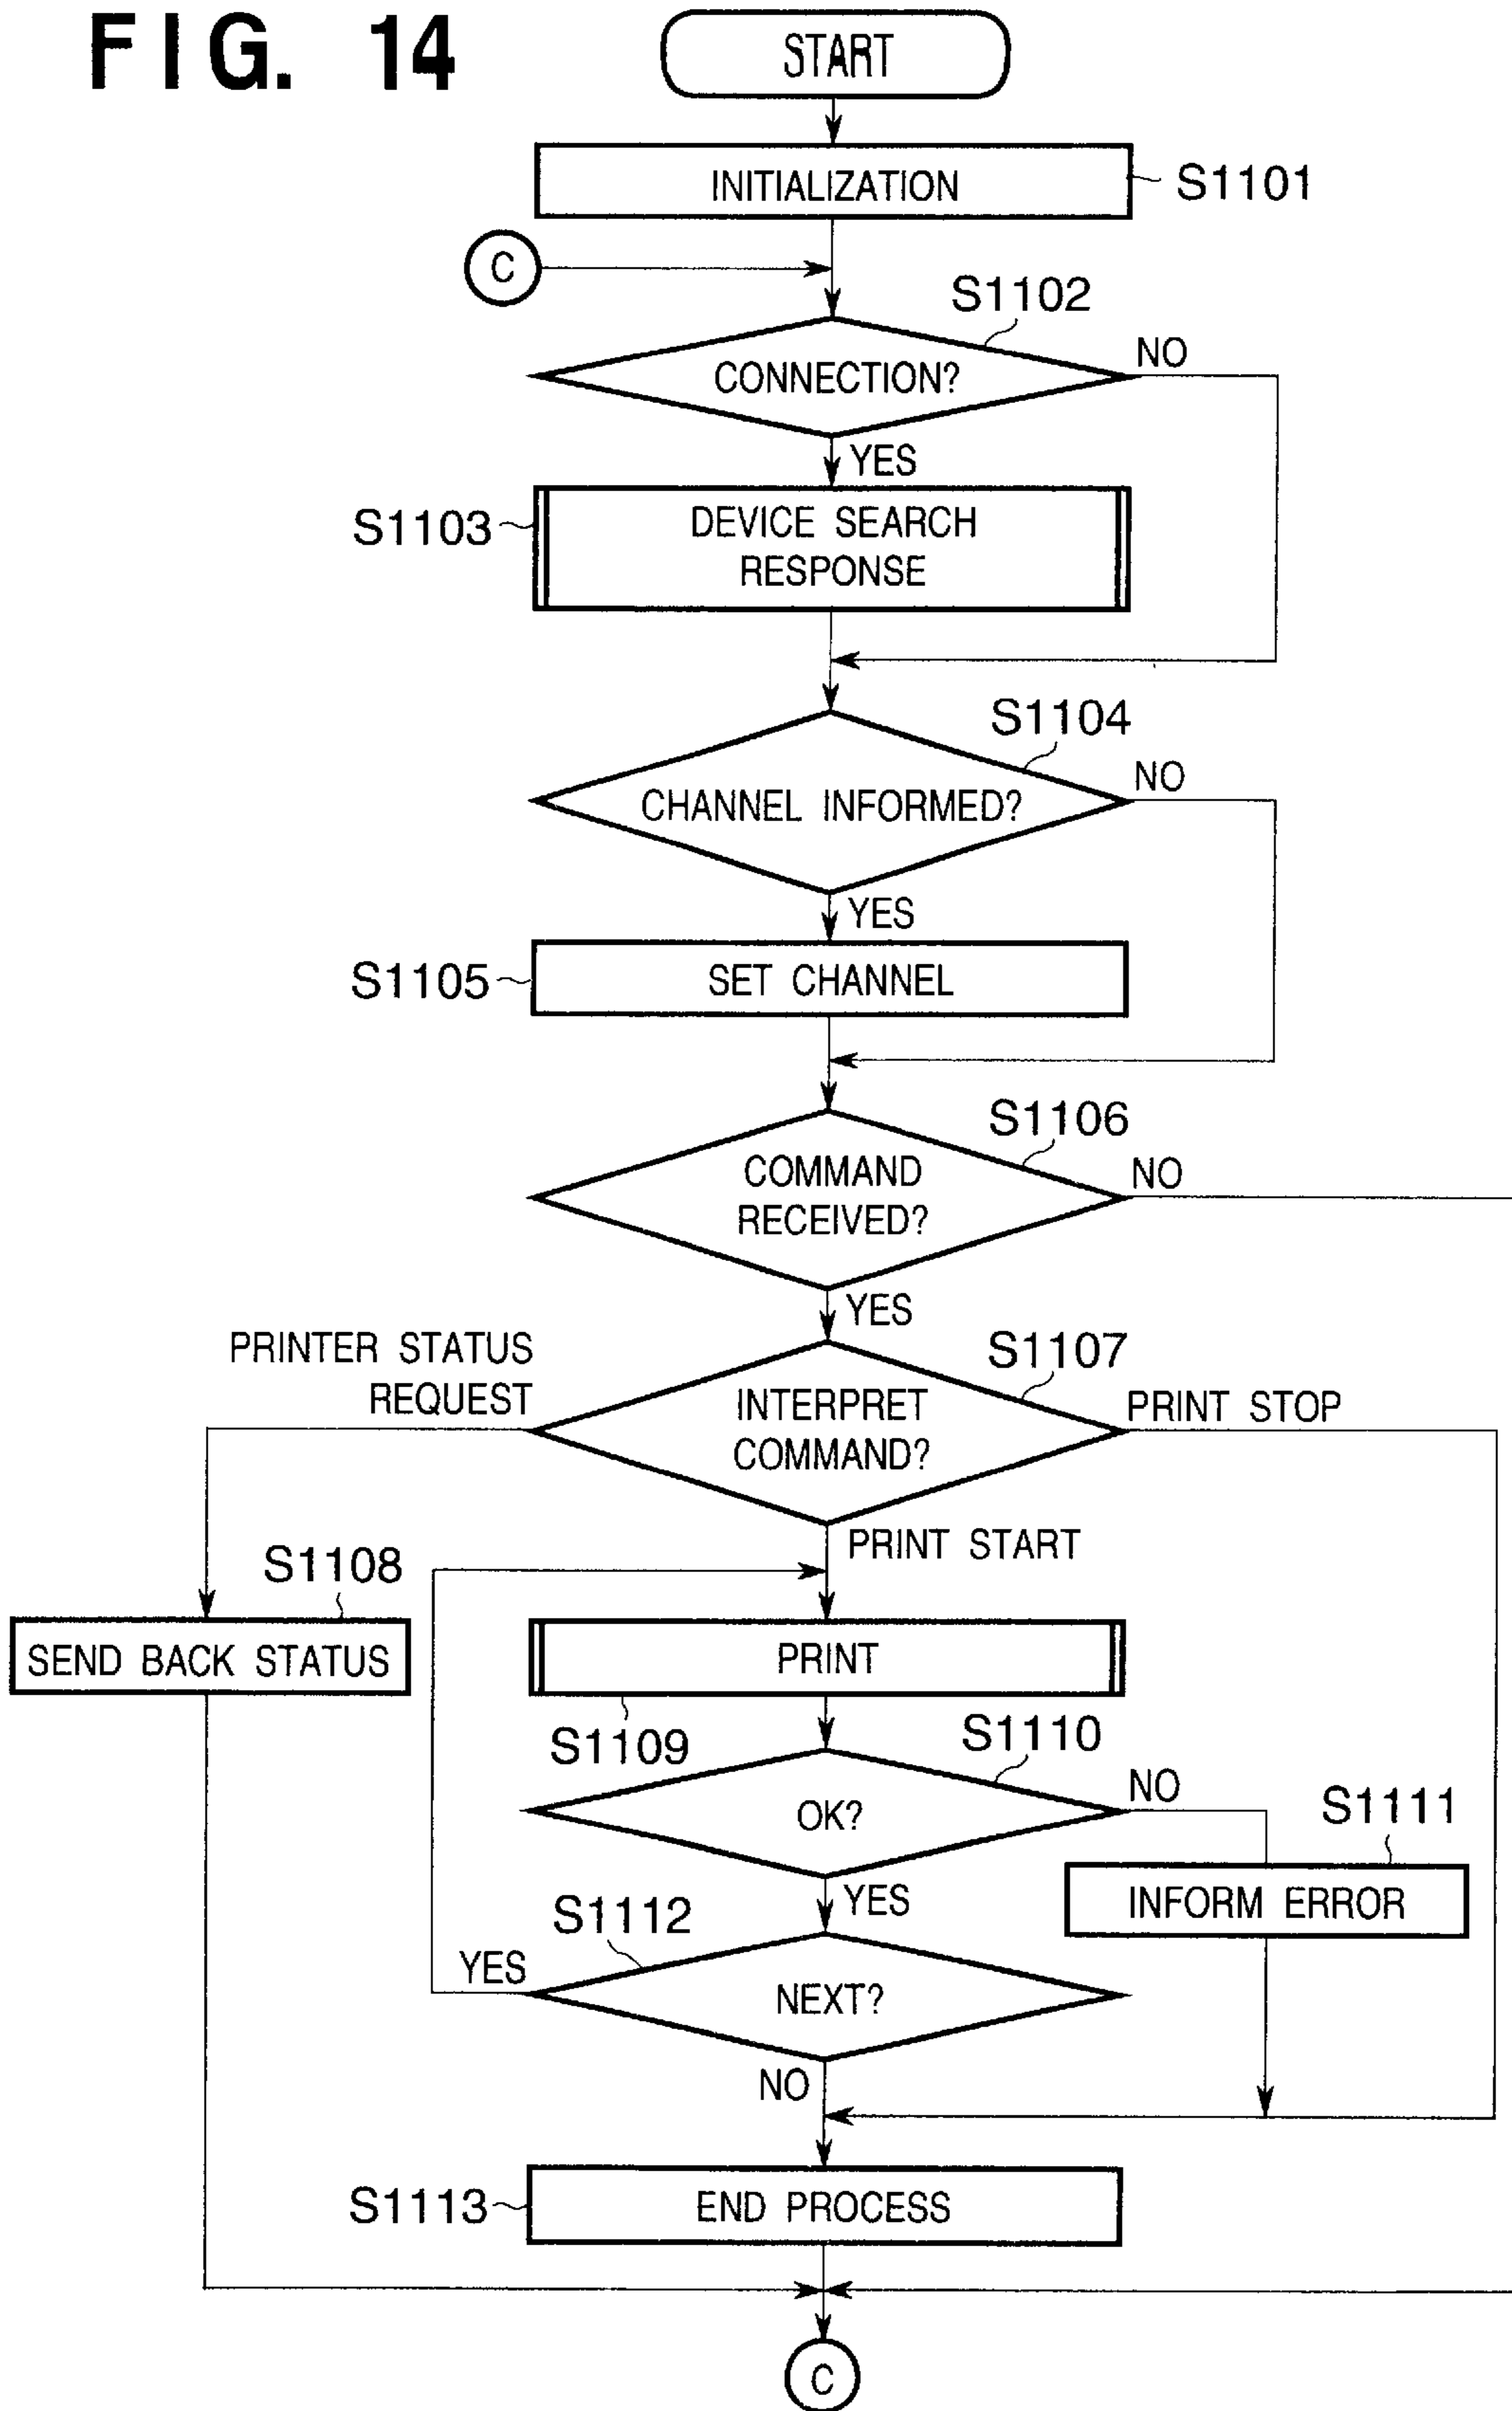 FIG. 14
START
INITIALIZATION
S1101
C
S1102
CONNECTION?
NO
YES
S1103
DEVICE SEARCH
RESPONSE
S1104
CHANNEL INFORMED?
NO
YES
S1105
SET CHANNEL
S1106
COMMAND
RECEIVED?
NO
YES
PRINTER STATUS
REQUEST
S1107
INTERPRET
COMMAND?
PRINT STOP
PRINT START
S1108
SEND BACK STATUS
PRINT
S1109
S1110
OK?
NO
S1111
INFORM ERROR
YES
S1112
YES
NEXT?
NO
S1113
END PROCESS
C